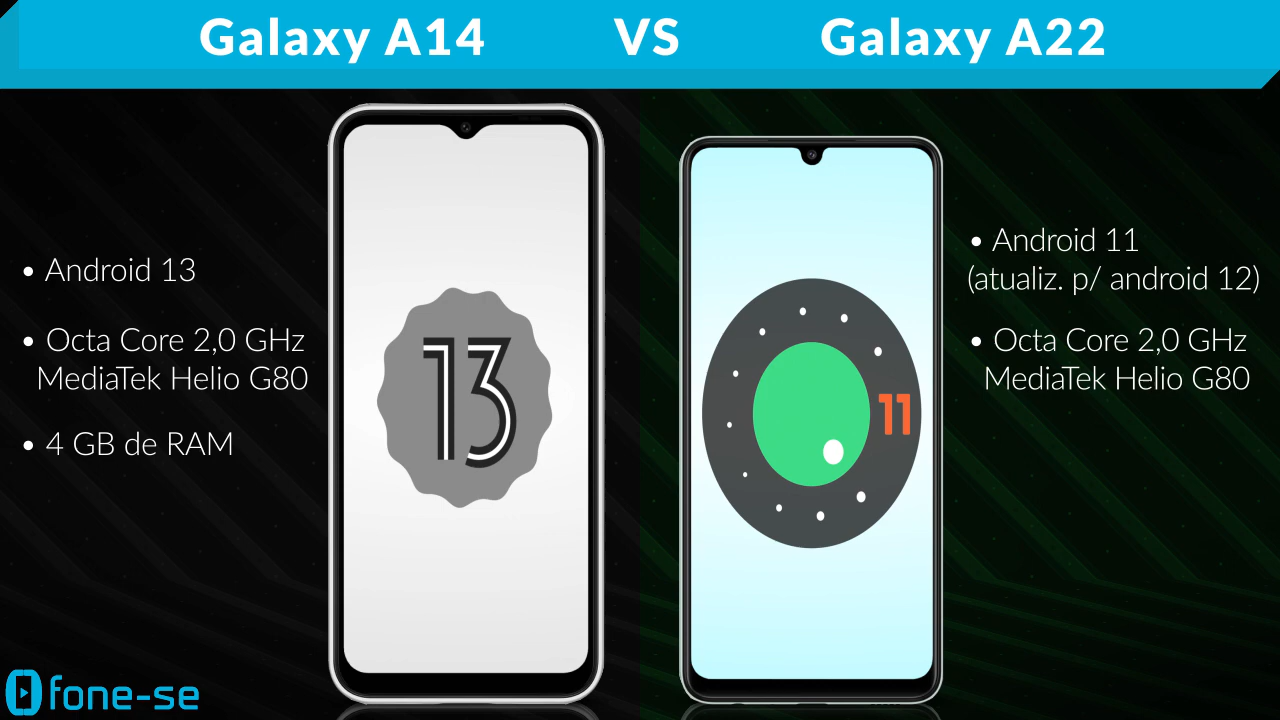 Galaxy A14 VS Galaxy A22
• Android 13
• Octa Core 2,0 GHz
MediaTek Helio G80
• 4 GB de RAM
13
11
• Android 11
(atualiz. p/ android 12)
• Octa Core 2,0 GHz
MediaTek Helio G80
fone-se